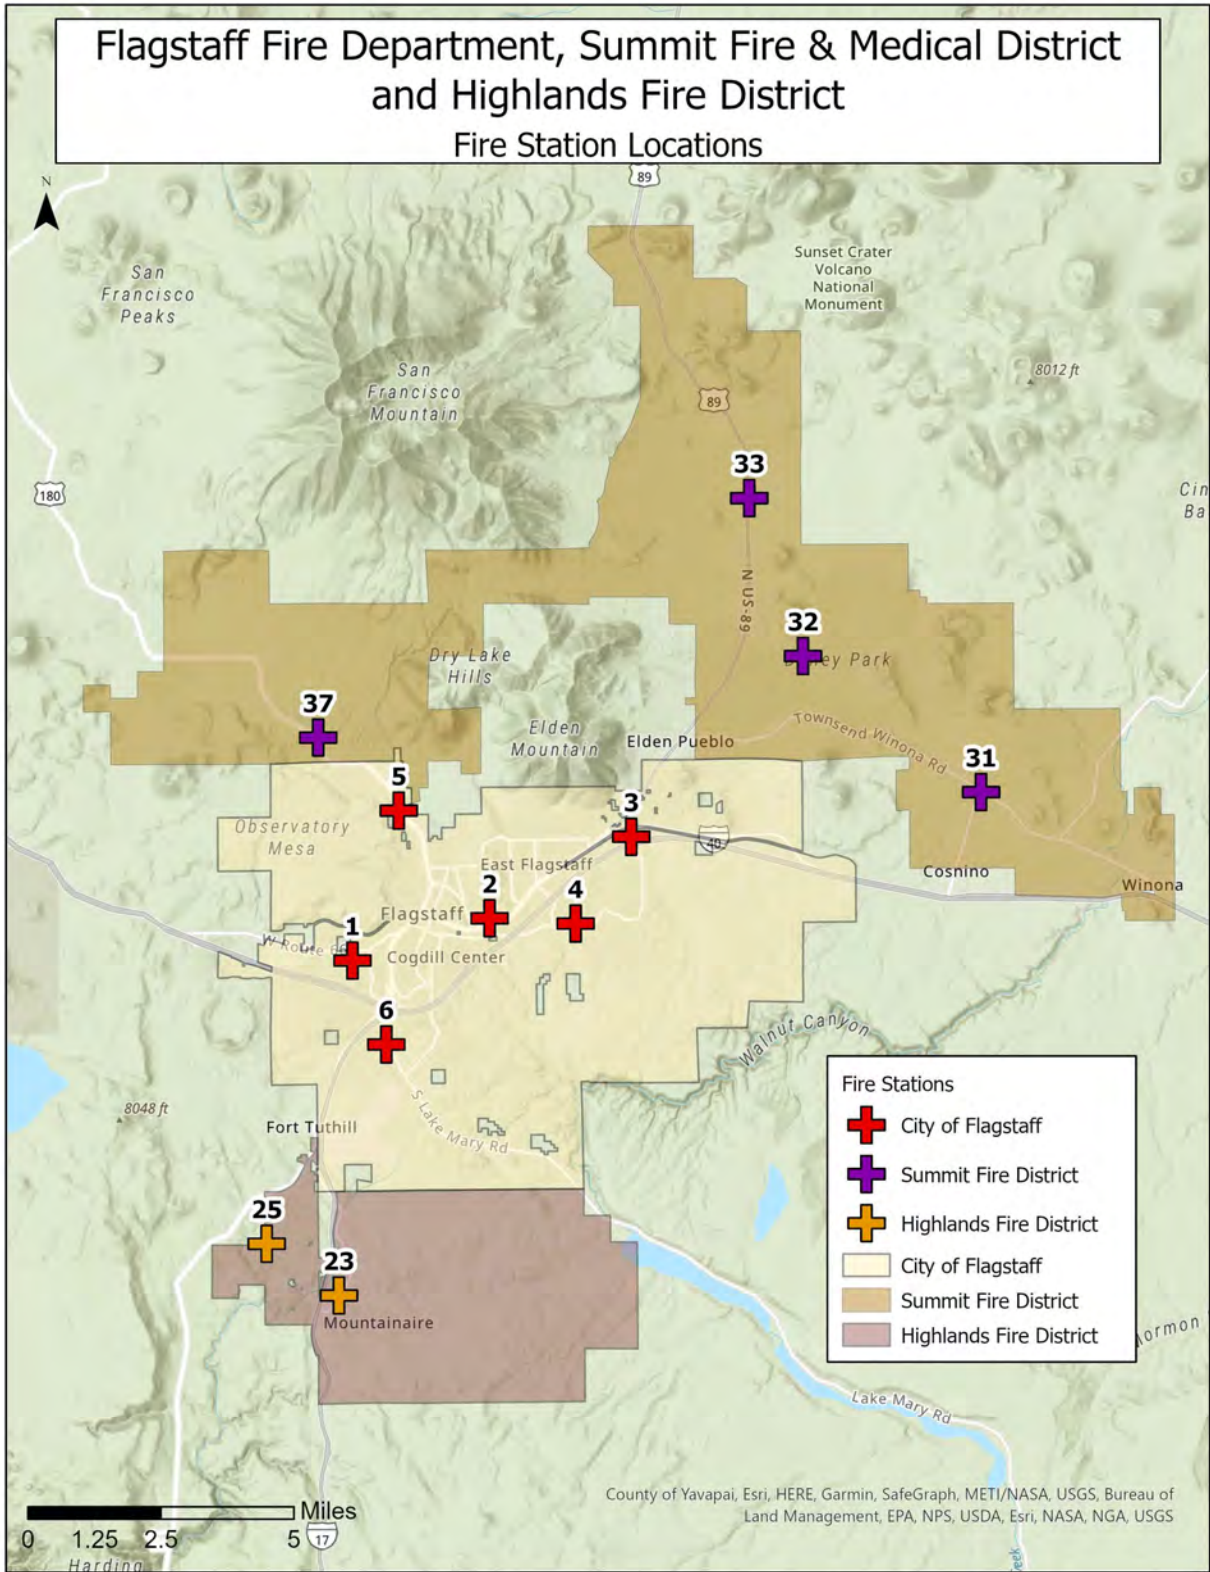 Flagstaff Fire Department, Summit Fire & Medical District
and Highlands Fire District
Fire Station Locations
N
89
San
Francisco
Peaks
Sunset Crater
Volcano
National
Monument
San
Francisco
Mountain
8012 ft
89
180
33
Cin
Ba
N US-89
32
Park
Dry Lake
Hills
37
Elden
Mountain
Elden Pueblo
Townsend Winona Rd
31
5
3
Observatory
Mesa
40
East Flagstaff
Cosnino
Winona
2
4
Flagstaff
1
W Route 66
Cogdill Center
6
Walnut Canyon
8048 ft
Fort Tuthill
S Lake Mary Rd
25
23
Mountainaire
Fire Stations
City of Flagstaff
Summit Fire District
Highlands Fire District
City of Flagstaff
Summit Fire District
Highlands Fire District
Mormon
Lake Mary Rd
Miles
0 1.25 2.5 5
17
Harding
County of Yavapai, Esri, HERE, Garmin, SafeGraph, METI/NASA, USGS, Bureau of
Land Management, EPA, NPS, USDA, Esri, NASA, NGA, USGS
Creek